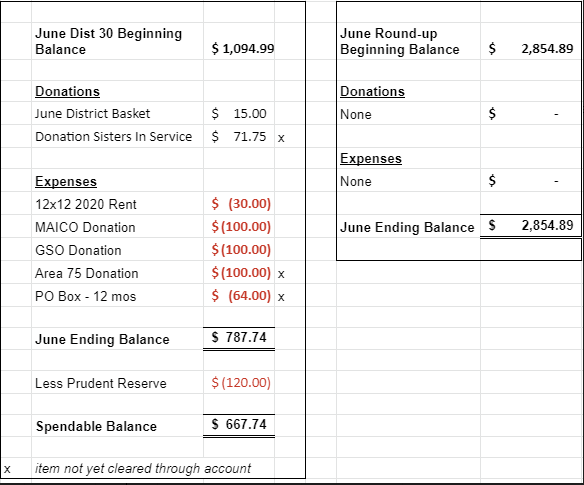 June Dist 30 Beginning
Balance $ 1,094.99
Donations
June District Basket $ 15.00
Donation Sisters In Service $ 71.75 x
Expenses
12x12 2020 Rent $ (30.00)
MAICO Donation $ (100.00)
GSO Donation $ (100.00)
Area 75 Donation $ (100.00) x
PO Box - 12 mos $ (64.00) x
June Ending Balance $ 787.74
Less Prudent Reserve $ (120.00)
Spendable Balance $ 667.74
x item not yet cleared through account
June Round-up
Beginning Balance $ 2,854.89
Donations
None $ -
Expenses
None $ -
June Ending Balance $ 2,854.89